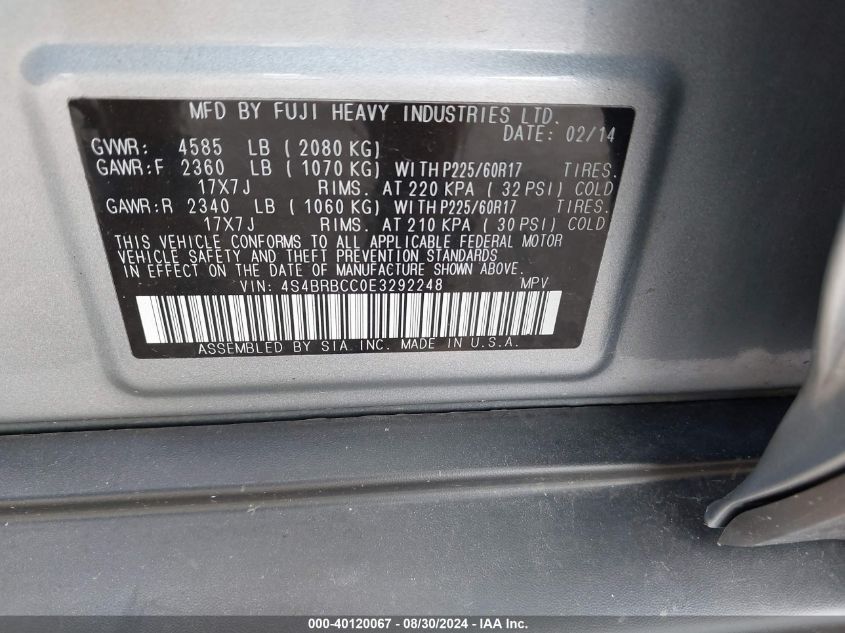 MFD BY FUJI HEAVY INDUSTRIES LTD.
DATE: 02/14
GVWR: 4585 LB ( 2080 KG)
GAWR:F 2360 LB ( 1070 KG) WITH P225/60R17 TIRES.
17X7J RIMS. AT 220 KPA ( 32 PSI) COLD
GAWR:R 2340 LB ( 1060 KG) WITH P225/60R17 TIRES.
17X7J RIMS. AT 210 KPA ( 30 PSI) COLD
THIS VEHICLE CONFORMS TO ALL APPLICABLE FEDERAL MOTOR
VEHICLE SAFETY AND THEFT PREVENTION STANDARDS
IN EFFECT ON THE DATE OF MANUFACTURE SHOWN ABOVE.
VIN: 4S4BRBCC0E3292248 MPV
ASSEMBLED BY SIA INC. MADE IN U.S.A.
000-40120067 - 08/30/2024 - IAA Inc.